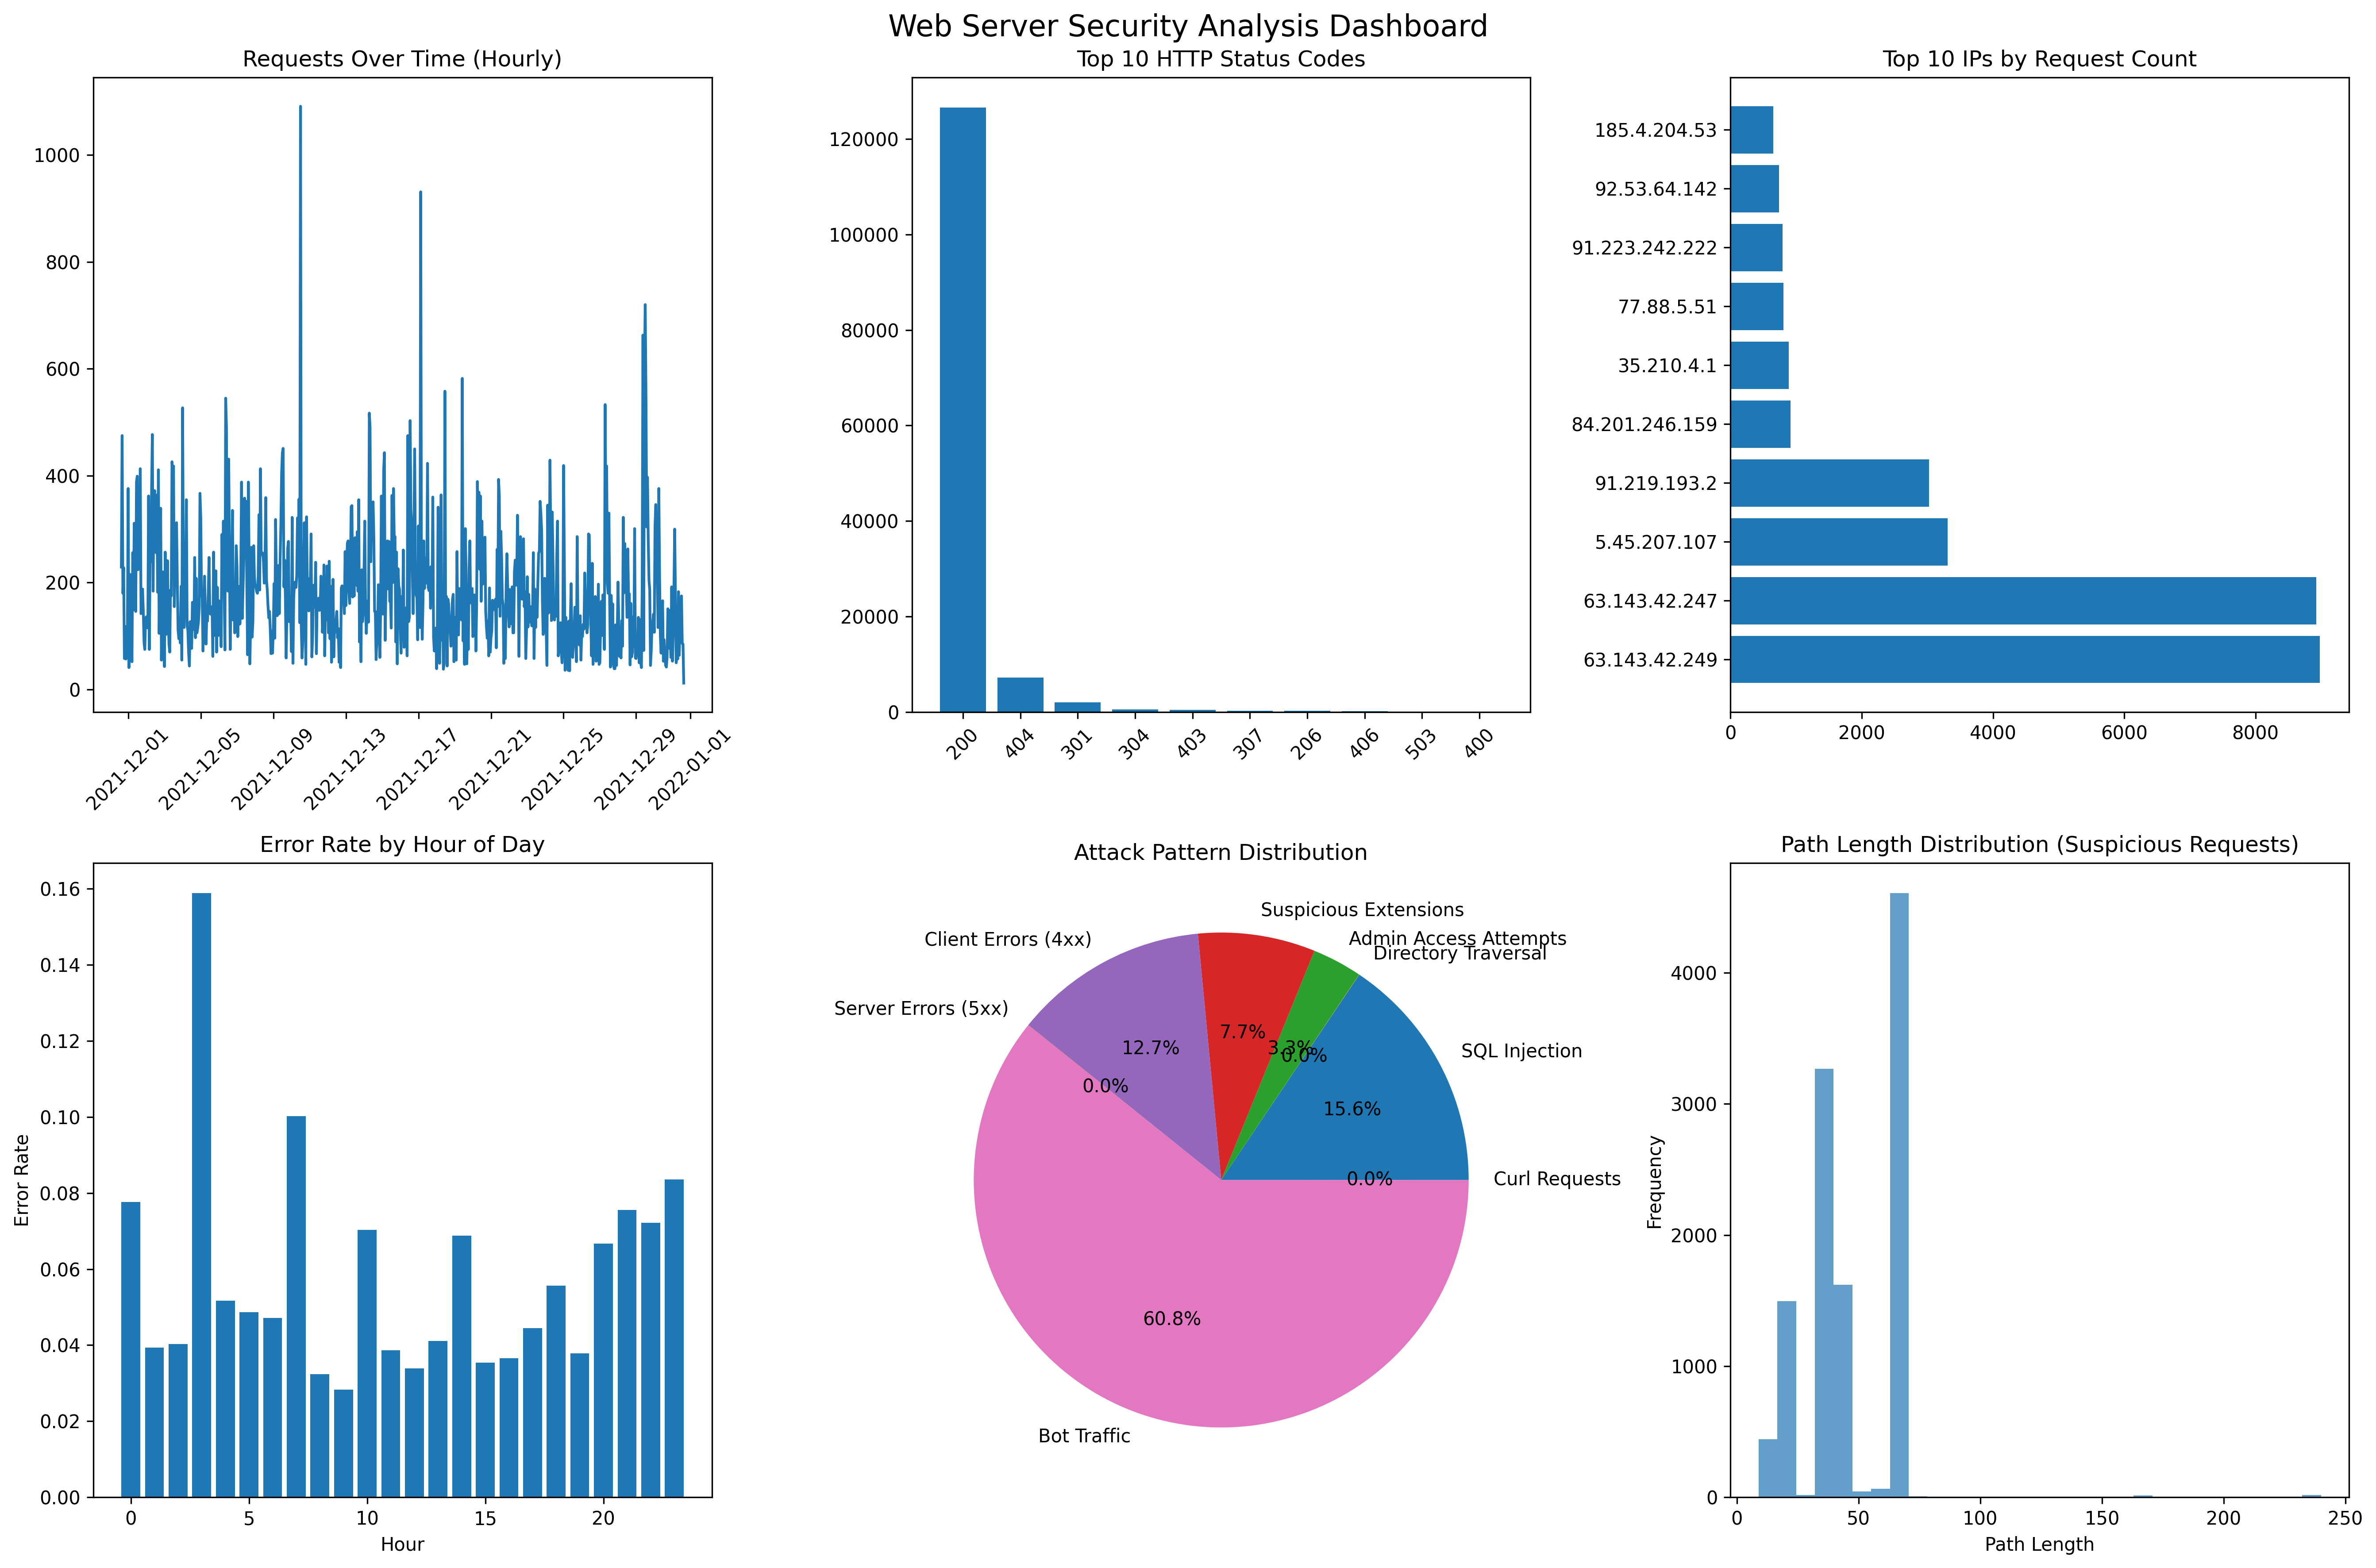 Web Server Security Analysis Dashboard
Requests Over Time (Hourly)
1000
800
600
400
200
0
2021-12-01
2021-12-05
2021-12-09
2021-12-13
2021-12-17
2021-12-21
2021-12-25
2021-12-29
2022-01-01
Top 10 HTTP Status Codes
120000
100000
80000
60000
40000
20000
0
200
404
301
304
403
307
206
406
503
400
Top 10 IPs by Request Count
185.4.204.53
92.53.64.142
91.223.242.222
77.88.5.51
35.210.4.1
84.201.246.159
91.219.193.2
5.45.207.107
63.143.42.247
63.143.42.249
0 2000 4000 6000 8000
Error Rate by Hour of Day
Error Rate
0.16
0.14
0.12
0.10
0.08
0.06
0.04
0.02
0.00
0 5 10 15 20
Hour
Attack Pattern Distribution
Suspicious Extensions
Client Errors (4xx)
Admin Access Attempts
Directory Traversal
Server Errors (5xx)
7.7%
12.7%
3.3%
0.0%
SQL Injection
0.0%
15.6%
0.0%
Curl Requests
60.8%
Bot Traffic
Path Length Distribution (Suspicious Requests)
Frequency
4000
3000
2000
1000
0
0 50 100 150 200 250
Path Length